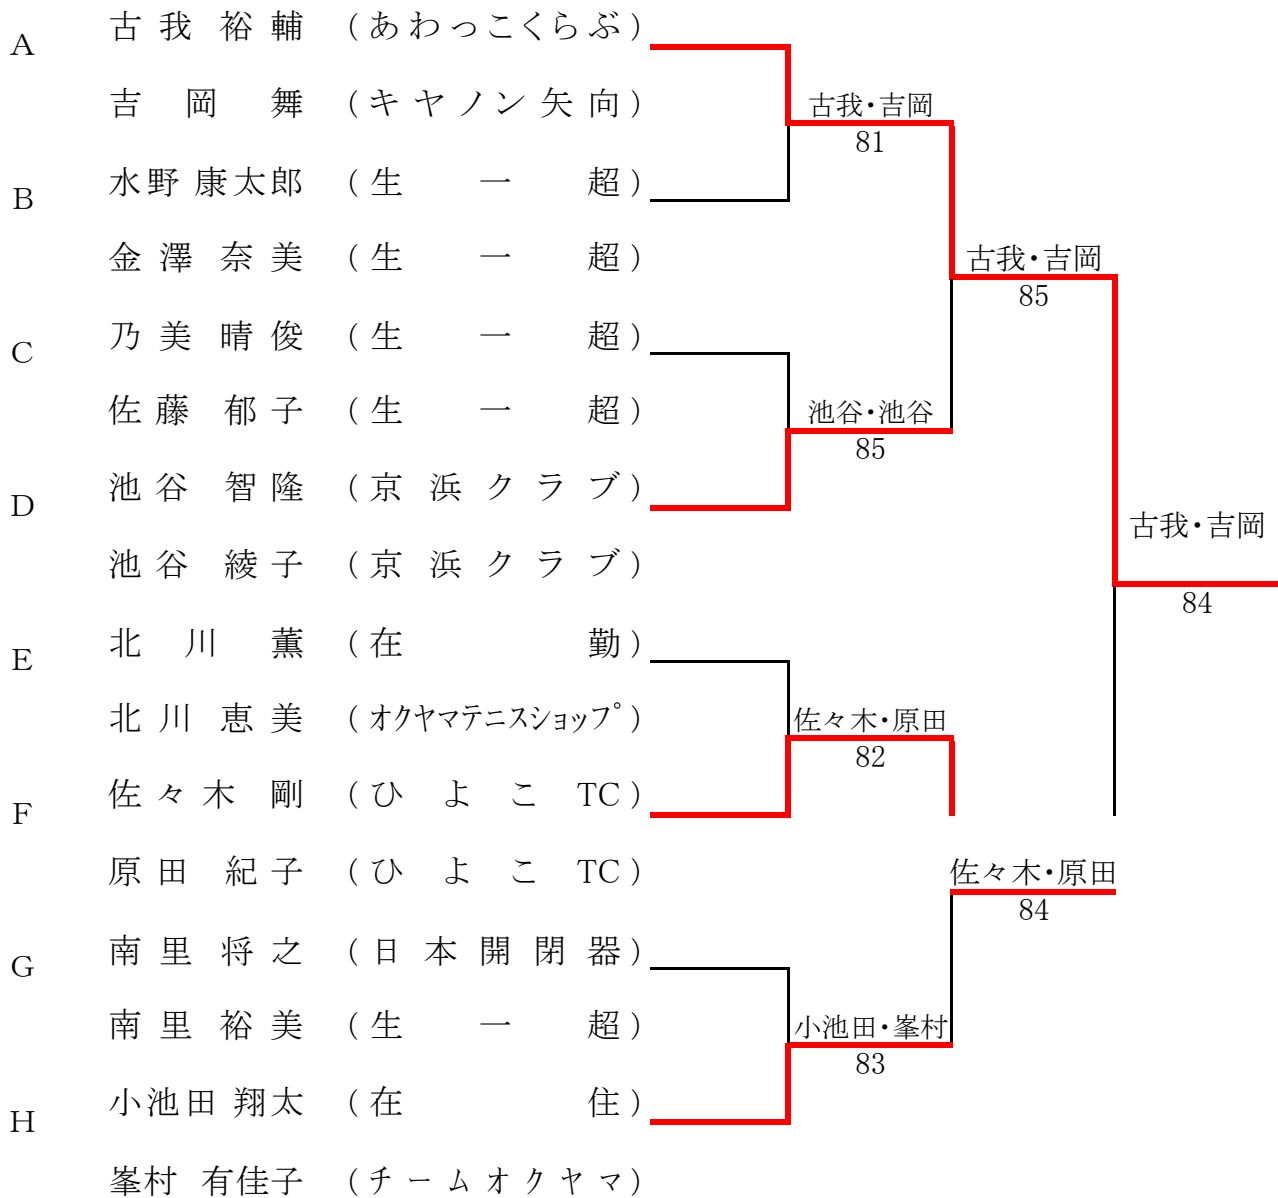 A 古我 裕輔 (あわっこくらぶ)
吉岡 舞 (キヤノン矢向)
古我・吉岡
81
B 水野 康太郎 (生一超)
金澤 奈美 (生一超)
古我・吉岡
85
C 乃美 晴俊 (生一超)
佐藤 郁子 (生一超)
池谷・池谷
85
D 池谷 智隆 (京浜クラブ)
古我・吉岡
84
池谷 綾子 (京浜クラブ)
E 北川 薫 (在勤)
北川 恵美 (オクヤマテニスショップ)
佐々木・原田
82
F 佐々木 剛 (ひよこTC)
原田 紀子 (ひよこTC)
佐々木・原田
84
G 南里 将之 (日本開閉器)
南里 裕美 (生一超)
小池田・峯村
83
H 小池田 翔太 (在住)
峯村 有佳子 (チームオクヤマ)